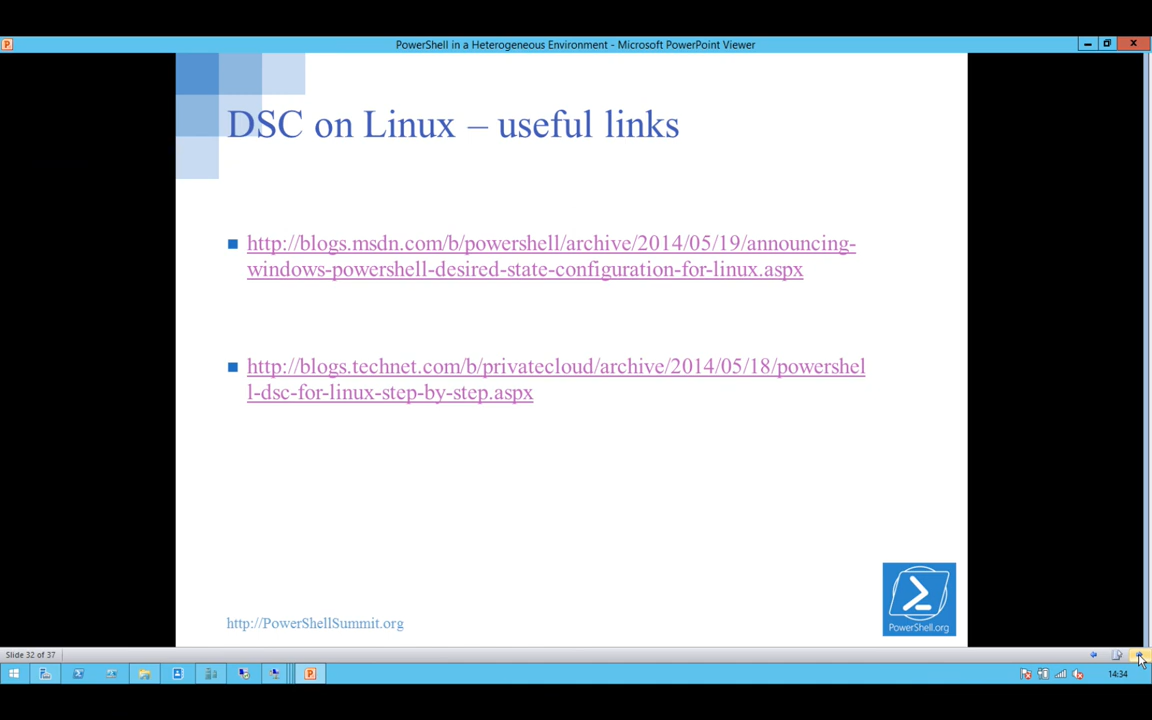 PowerShell in a Heterogeneous Environment - Microsoft PowerPoint Viewer
DSC on Linux – useful links
http://blogs.msdn.com/b/powershell/archive/2014/05/19/announcing-
windows-powershell-desired-state-configuration-for-linux.aspx
http://blogs.technet.com/b/privatecloud/archive/2014/05/18/powershel
l-dsc-for-linux-step-by-step.aspx
http://PowerShellSummit.org
PowerShell.org
Slide 32 of 37
14:34